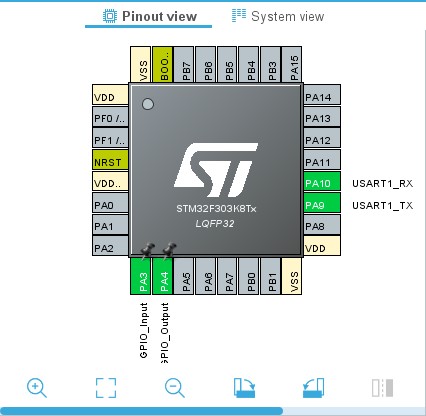 Pinout view
System view
VSS
BOO..
PB7
PB6
PB5
PB4
PB3
PA15
VDD
PF0 /..
PF1 /..
NRST
VDD..
PA0
PA1
PA2
STM32F303K8Tx
LQFP32
PA14
PA13
PA12
PA11
PA10 USART1_RX
PA9 USART1_TX
PA8
VDD
PA3
PA4
PA5
PA6
PA7
PB0
PB1
VSS
GPIO_Input
GPIO_Output